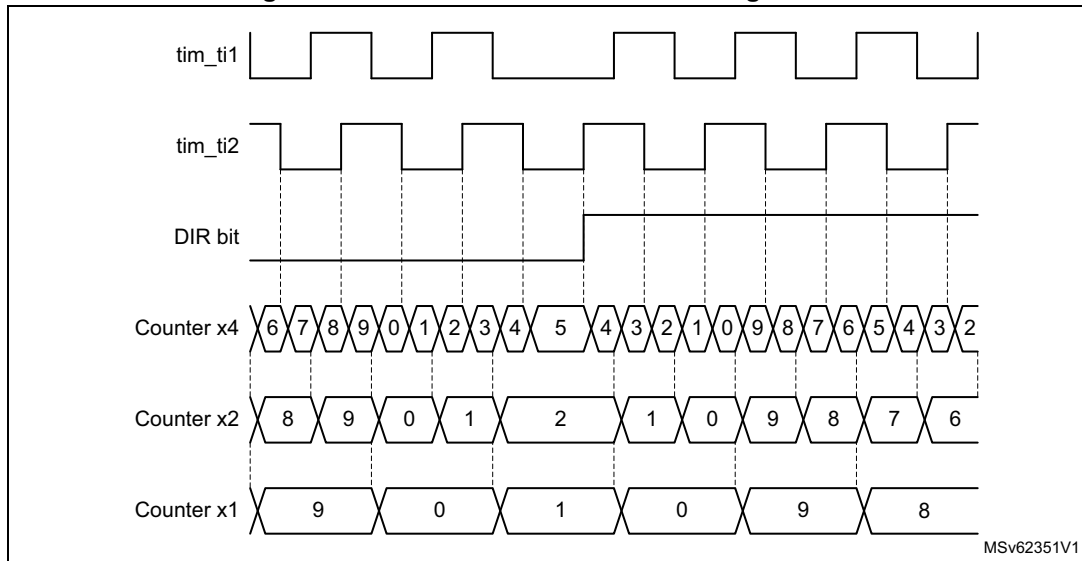 tim_ti1
tim_ti2
DIR bit
Counter x4 6 7 8 9 0 1 2 3 4 5 4 3 2 1 0 9 8 7 6 5 4 3 2
Counter x2 8 9 0 1 2 1 0 9 8 7 6
Counter x1 9 0 1 0 9 8
MSv62351V1